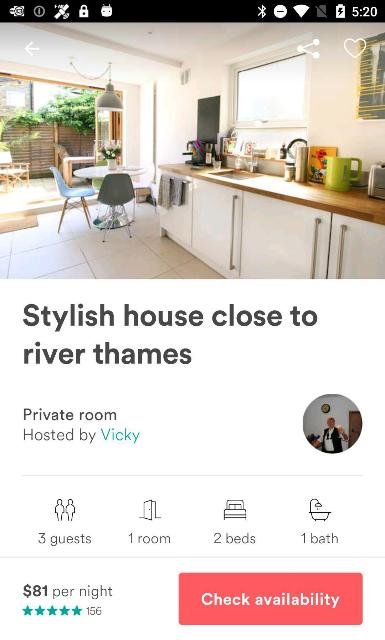 5:20
Stylish house close to
river thames
Private room
Hosted by Vicky
3 guests
1 room
2 beds
1 bath
$81 per night
156
Check availability